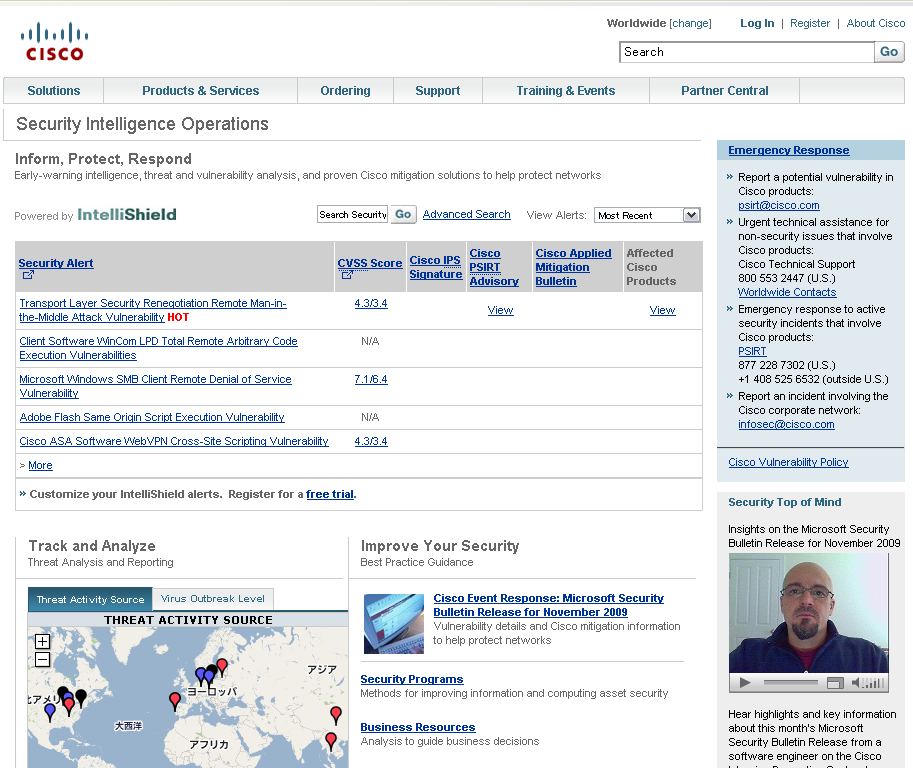 Worldwide [change]
Log In | Register | About Cisco
CISCO
Search Go
Solutions Products & Services Ordering Support Training & Events Partner Central
Security Intelligence Operations
Inform, Protect, Respond
Early-warning intelligence, threat and vulnerability analysis, and proven Cisco mitigation solutions to help protect networks
Powered by IntelliShield
Search Security Go Advanced Search View Alerts: Most Recent
Security Alert
CVSS Score
Cisco IPS
Signature
Cisco
PSIRT
Advisory
Cisco Applied
Mitigation
Bulletin
Affected
Cisco
Products
Transport Layer Security Renegotiation Remote Man-in-
the-Middle Attack Vulnerability HOT
4.3/3.4
View
View
Client Software WinCom LPD Total Remote Arbitrary Code
Execution Vulnerabilities
N/A
Microsoft Windows SMB Client Remote Denial of Service
Vulnerability
7.1/6.4
Adobe Flash Same Origin Script Execution Vulnerability N/A
Cisco ASA Software WebVPN Cross-Site Scripting Vulnerability 4.3/3.4
> More
» Customize your IntelliShield alerts. Register for a free trial.
Track and Analyze
Threat Analysis and Reporting
Threat Activity Source Virus Outbreak Level
THREAT ACTIVITY SOURCE
+
−
アジア
ヨーロッパ
北アメリ
大西洋
アフリカ
Improve Your Security
Best Practice Guidance
Cisco Event Response: Microsoft Security
Bulletin Release for November 2009
Vulnerability details and Cisco mitigation information
to help protect networks
Security Programs
Methods for improving information and computing asset security
Business Resources
Analysis to guide business decisions
Emergency Response
» Report a potential vulnerability in
Cisco products:
psirt@cisco.com
» Urgent technical assistance for
non-security issues that involve
Cisco products:
Cisco Technical Support
800 553 2447 (U.S.)
Worldwide Contacts
» Emergency response to active
security incidents that involve
Cisco products:
PSIRT
877 228 7302 (U.S.)
+1 408 525 6532 (outside U.S.)
» Report an incident involving the
Cisco corporate network:
infosec@cisco.com
Cisco Vulnerability Policy
Security Top of Mind
Insights on the Microsoft Security
Bulletin Release for November 2009
Hear highlights and key information
about this month's Microsoft
Security Bulletin Release from a
software engineer on the Cisco